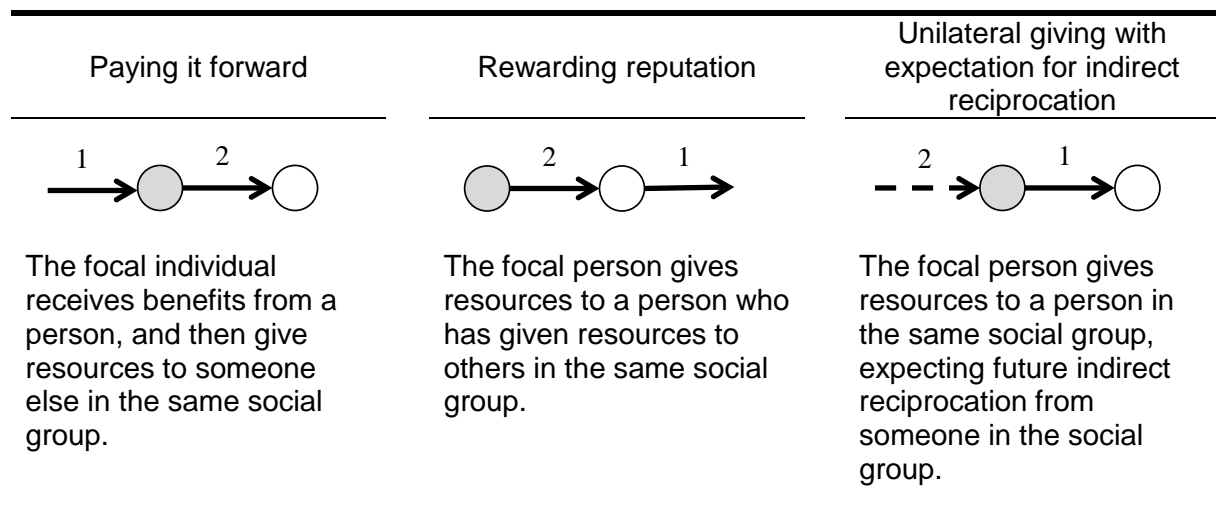 Paying it forward
Rewarding reputation
Unilateral giving with
expectation for indirect
reciprocation
1
2
2
1
2
1
The focal individual
receives benefits from a
person, and then give
resources to someone
else in the same social
group.
The focal person gives
resources to a person who
has given resources to
others in the same social
group.
The focal person gives
resources to a person in
the same social group,
expecting future indirect
reciprocation from
someone in the social
group.